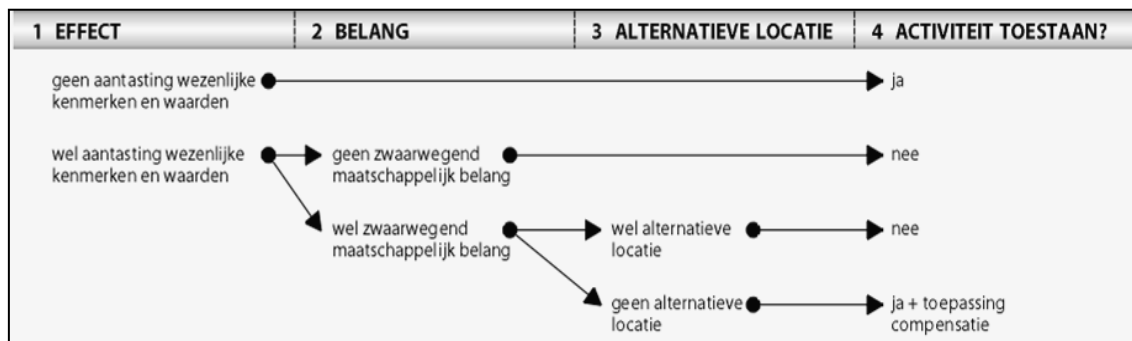 1 EFFECT 2 BELANG 3 ALTERNATIEVE LOCATIE 4 ACTIVITEIT TOESTAAN?
geen aantasting wezenlijke
kenmerken en waarden
ja
wel aantasting wezenlijke
kenmerken en waarden
geen zwaarwegend
maatschappelijk belang
nee
wel zwaarwegend
maatschappelijk belang
wel alternatieve
locatie
nee
geen alternatieve
locatie
ja + toepassing
compensatie